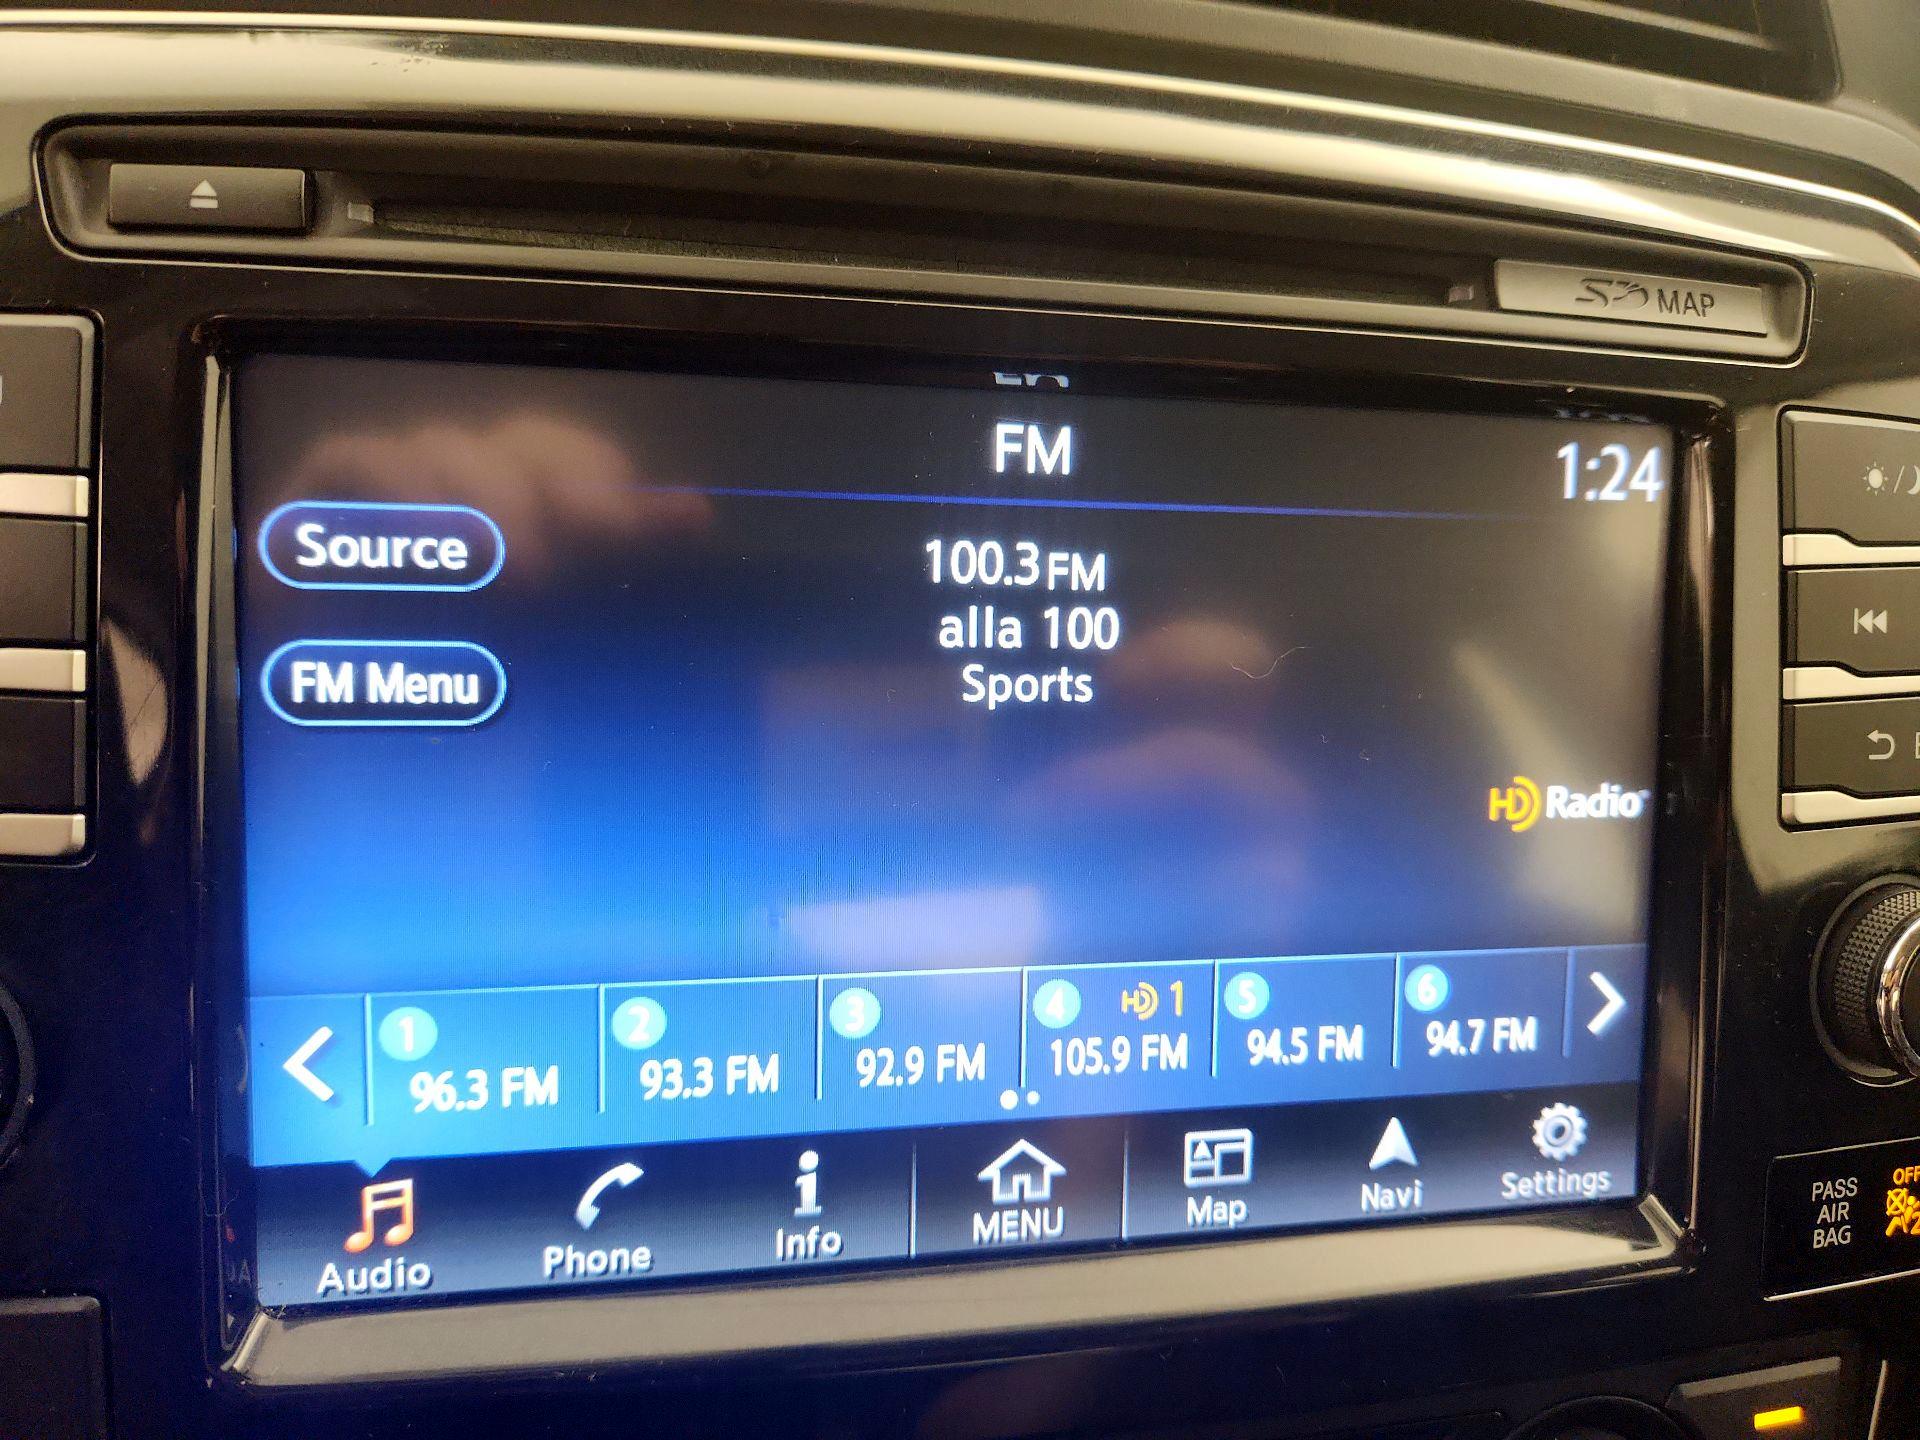 MAP
FM
1:24
Source
100.3 FM
alla 100
FM Menu
Sports
HD Radio
1
2
3
4 HD 1
5
6
96.3 FM
93.3 FM
92.9 FM
105.9 FM
94.5 FM
94.7 FM
Audio
Phone
Info
MENU
Map
Navi
Settings
PASS
AIR
BAG
OFF